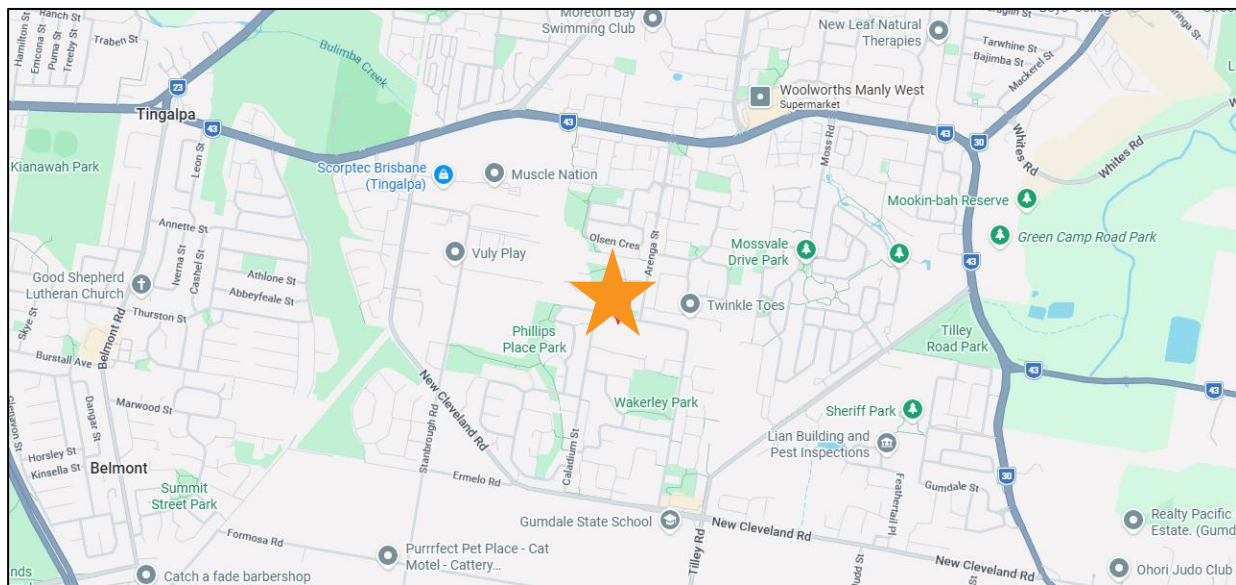 Ranch St
Hamilton St
Emcona St
Puma St
Treeby St
Traben St
Bulimba Creek
Moreton Bay
Swimming Club
New Leaf Natural
Therapies
Tarwhine St
Bajimba St
Mackerel St
23
Tingalpa
43
43
Woolworths Manly West
Supermarket
43
30
Whites Rd
Whites Rd
Moss Rd
Kianawah Park
Leon St
Scorptec Brisbane
(Tingalpa)
Muscle Nation
Mookin-bah Reserve
Annette St
Iverna St
Cashel St
Olsen Cres
Arenga St
Mossvale
Drive Park
Green Camp Road Park
Vuly Play
43
Good Shepherd
Lutheran Church
Athlone St
Abbeyfeale St
Thurston St
Skye St
Belmont Rd
Twinkle Toes
Phillips
Place Park
Tilley
Road Park
Burstall Ave
43
43
New Cleveland Rd
Wakerley Park
Sheriff Park
Glenavon St
Dangar St
Marwood St
Stanbrough Rd
Caladium St
Lian Building and
Pest Inspections
Horsley St
Kinsella St
Belmont
Ermelo Rd
30
Summit
Street Park
Feathertail Pl
Gumdale St
Gumdale State School
New Cleveland Rd
Realty Pacific
Estate. (Gumd
Formosa Rd
Tilley Rd
Purrrfect Pet Place - Cat
Motel - Cattery...
New Cleveland Rd
Catch a fade barbershop
Ohori Judo Club